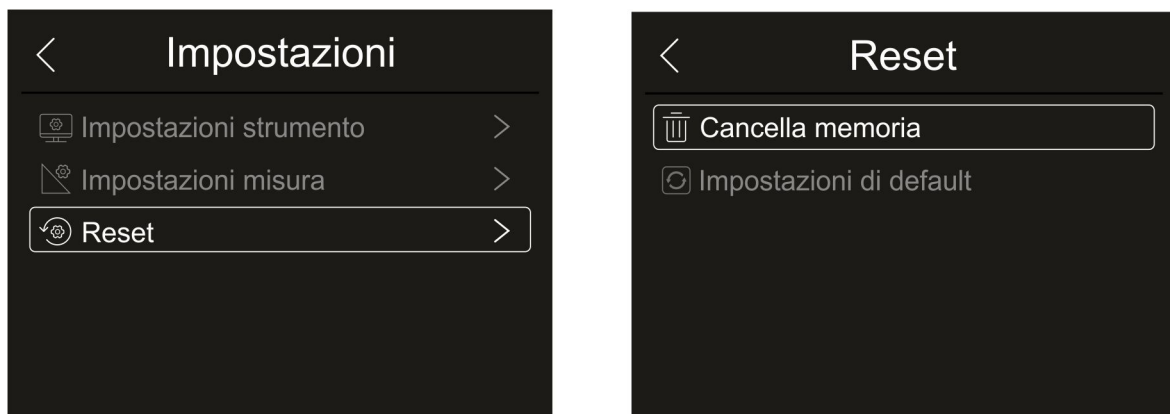 Impostazioni
Impostazioni strumento
Impostazioni misura
Reset
Reset
Cancella memoria
Impostazioni di default